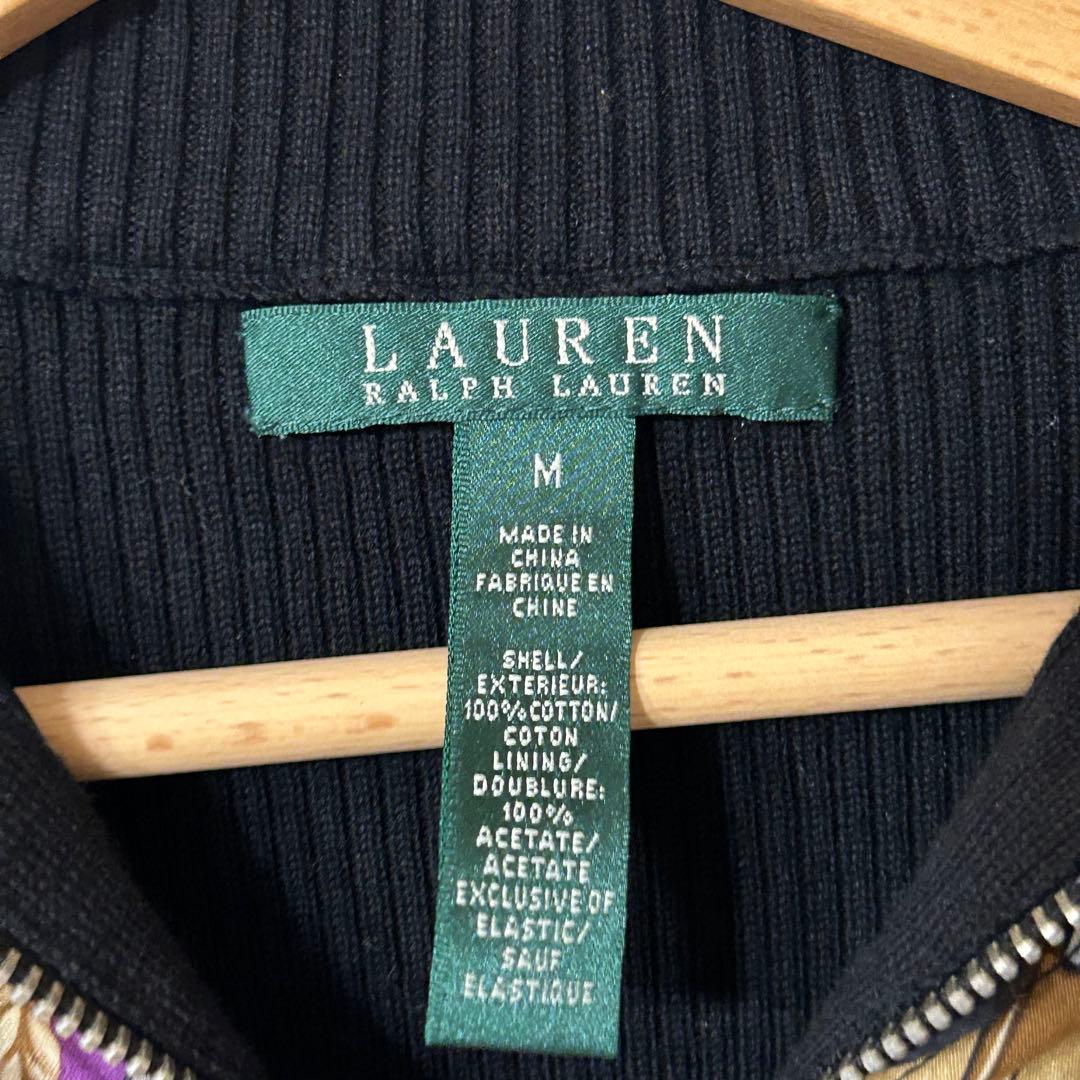 LAUREN
RALPH LAUREN
M
MADE IN
CHINA
FABRIQUE EN
CHINE
SHELL/
EXTERIEUR:
100% COTTON/
COTON
LINING/
DOUBLURE:
100%
ACETATE/
ACETATE
EXCLUSIVE OF
ELASTIC/
SAUF
ELASTIQUE